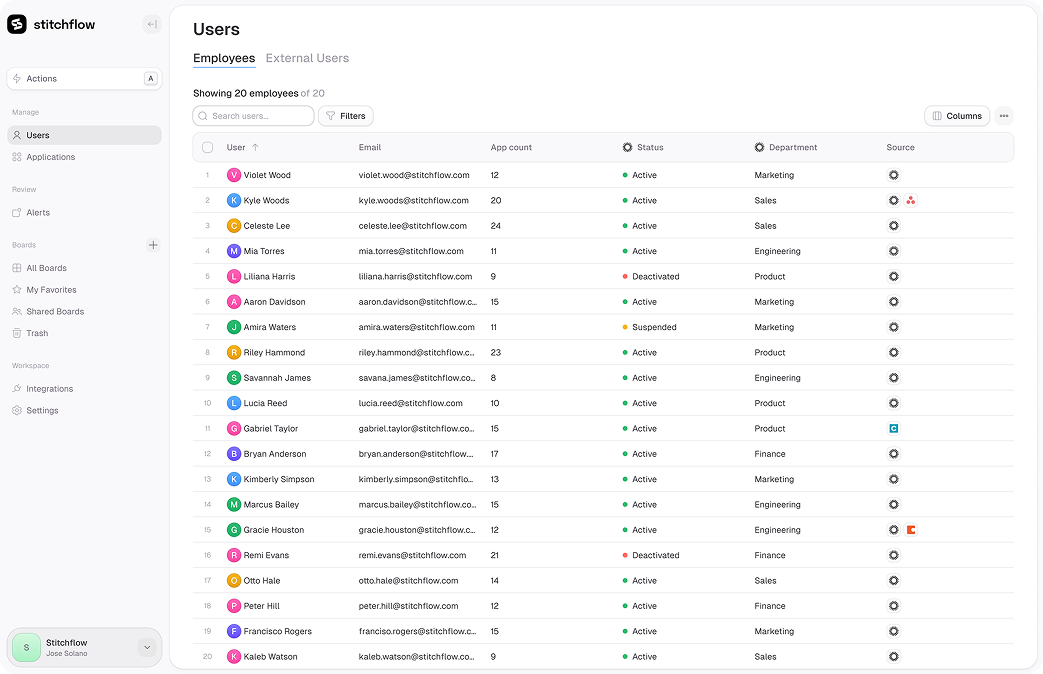 stitchflow
Actions A
Manage
Users
Applications
Review
Alerts
Boards
All Boards
My Favorites
Shared Boards
Trash
Workspace
Integrations
Settings
S Stitchflow
Jose Solano
Users
Employees External Users
Showing 20 employees of 20
Search users... Filters Columns
User Email App count Status Department Source
1 V Violet Wood violet.wood@stitchflow.com 12 Active Marketing
2 K Kyle Woods kyle.woods@stitchflow.com 20 Active Sales
3 C Celeste Lee celeste.lee@stitchflow.com 24 Active Sales
4 M Mia Torres mia.torres@stitchflow.com 11 Active Engineering
5 L Liliana Harris liliana.harris@stitchflow.com 9 Deactivated Product
6 A Aaron Davidson aaron.davidson@stitchflow.c... 15 Active Marketing
7 J Amira Waters amira.waters@stitchflow.com 11 Suspended Marketing
8 R Riley Hammond riley.hammond@stitchflow.c... 23 Active Product
9 S Savannah James savana.james@stitchflow.co... 8 Active Engineering
10 L Lucia Reed lucia.reed@stitchflow.com 10 Active Product
11 G Gabriel Taylor gabriel.taylor@stitchflow.co... 15 Active Product
12 B Bryan Anderson bryan.anderson@stitchflow.... 17 Active Finance
13 K Kimberly Simpson kimberly.simpson@stitchflo... 13 Active Marketing
14 M Marcus Bailey marcus.bailey@stitchflow.co... 15 Active Engineering
15 G Gracie Houston gracie.houston@stitchflow.c... 12 Active Engineering
16 R Remi Evans remi.evans@stitchflow.com 21 Deactivated Finance
17 O Otto Hale otto.hale@stitchflow.com 14 Active Sales
18 P Peter Hill peter.hill@stitchflow.com 12 Active Finance
19 F Francisco Rogers franciso.rogers@stitchflow.c... 15 Active Marketing
20 K Kaleb Watson kaleb.watson@stitchflow.co... 9 Active Sales